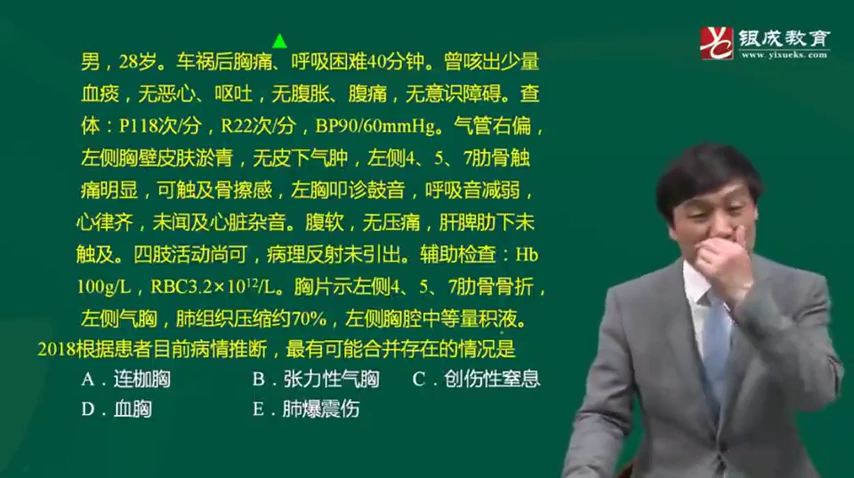 银成教育
www.yixueks.com
男，28岁。车祸后胸痛、呼吸困难40分钟。曾咳出少量
血痰，无恶心、呕吐，无腹胀、腹痛，无意识障碍。查
体：P118次/分，R22次/分，BP90/60mmHg。气管右偏，
左侧胸壁皮肤淤青，无皮下气肿，左侧4、5、7肋骨触
痛明显，可触及骨擦感，左胸叩诊鼓音，呼吸音减弱，
心律齐，未闻及心脏杂音。腹软，无压痛，肝脾肋下未
触及。四肢活动尚可，病理反射未引出。辅助检查：Hb
100g/L，RBC3.2×10¹²/L。胸片示左侧4、5、7肋骨骨折，
左侧气胸，肺组织压缩约70%，左侧胸腔中等量积液。
2018根据患者目前病情推断，最有可能合并存在的情况是
A．连枷胸 B．张力性气胸 C．创伤性窒息
D．血胸 E．肺爆震伤